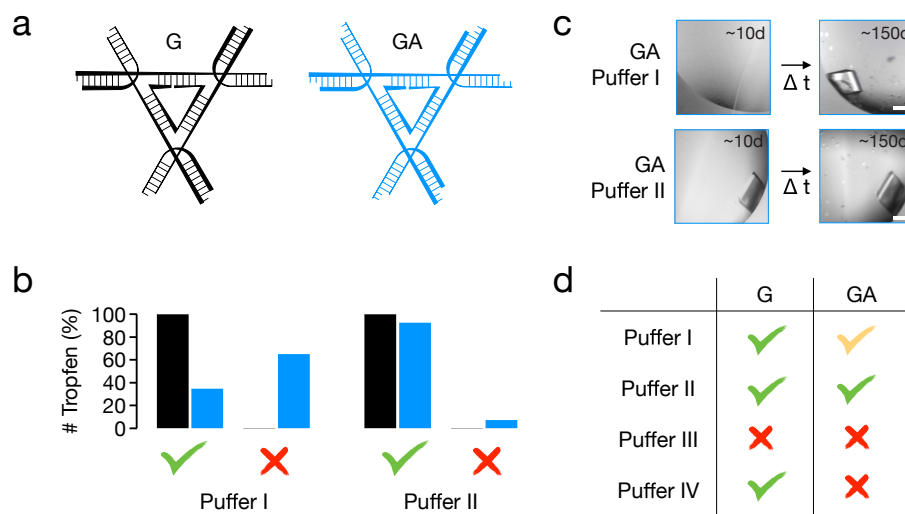 a
G
GA
c
GA
Puffer I
~10d
Δ t
~150d
GA
Puffer II
~10d
Δ t
~150d
b
# Tropfen (%)
100
80
60
40
20
0
Puffer I
Puffer II
d
G GA
Puffer I
Puffer II
Puffer III
Puffer IV